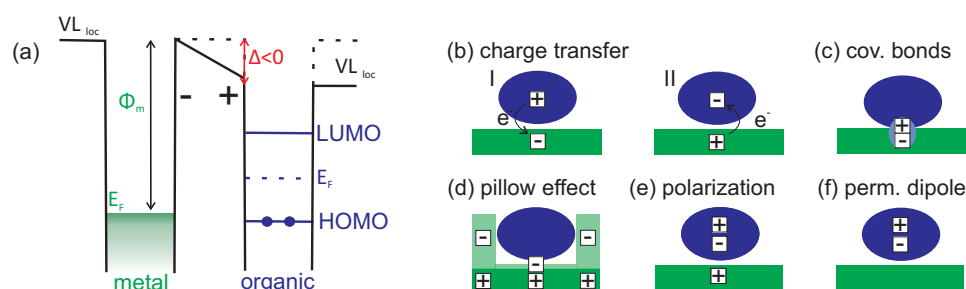 (a)
VL loc
Φm
EF
metal
- +
Δ<0
VL loc
LUMO
EF
HOMO
organic
(b) charge transfer
I
+
e-
-
II
-
e-
+
(c) cov. bonds
+
-
(d) pillow effect
- - -
+ + +
(e) polarization
+
-
+
(f) perm. dipole
+
-